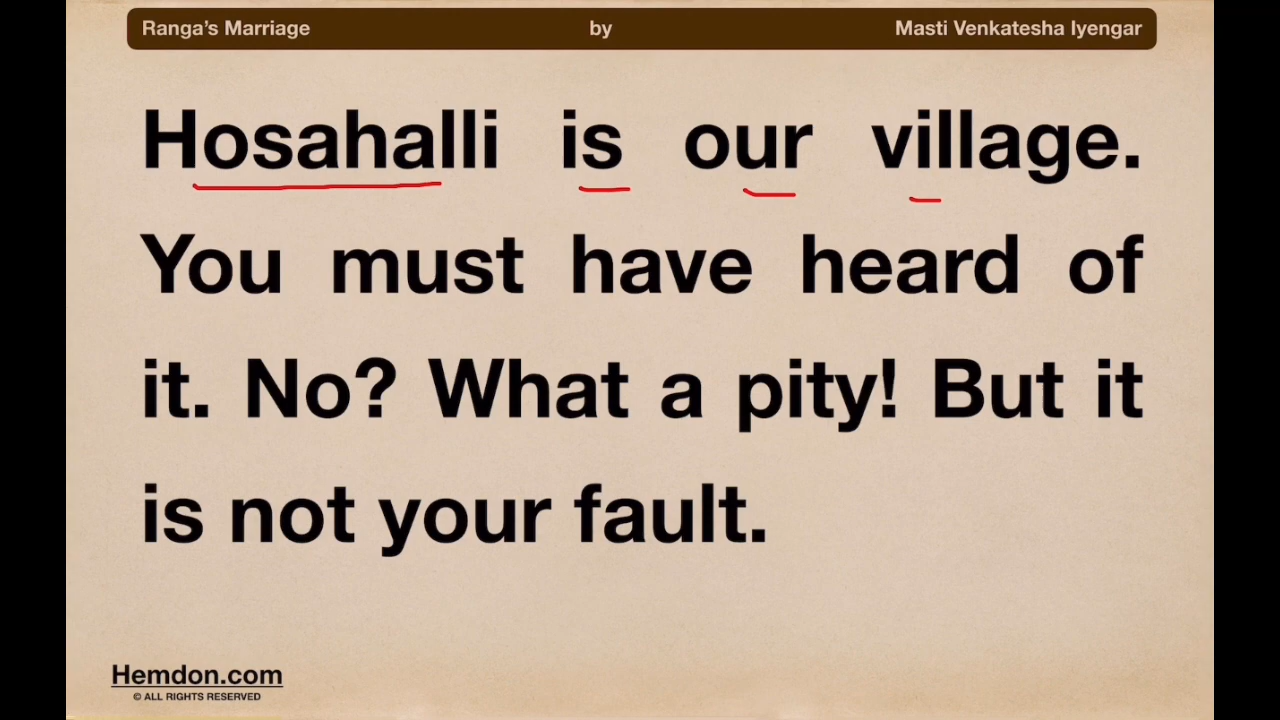 Ranga's Marriage by Masti Venkatesha Iyengar
Hosahalli is our village.
You must have heard of
it. No? What a pity! But it
is not your fault.
Hemdon.com
© ALL RIGHTS RESERVED